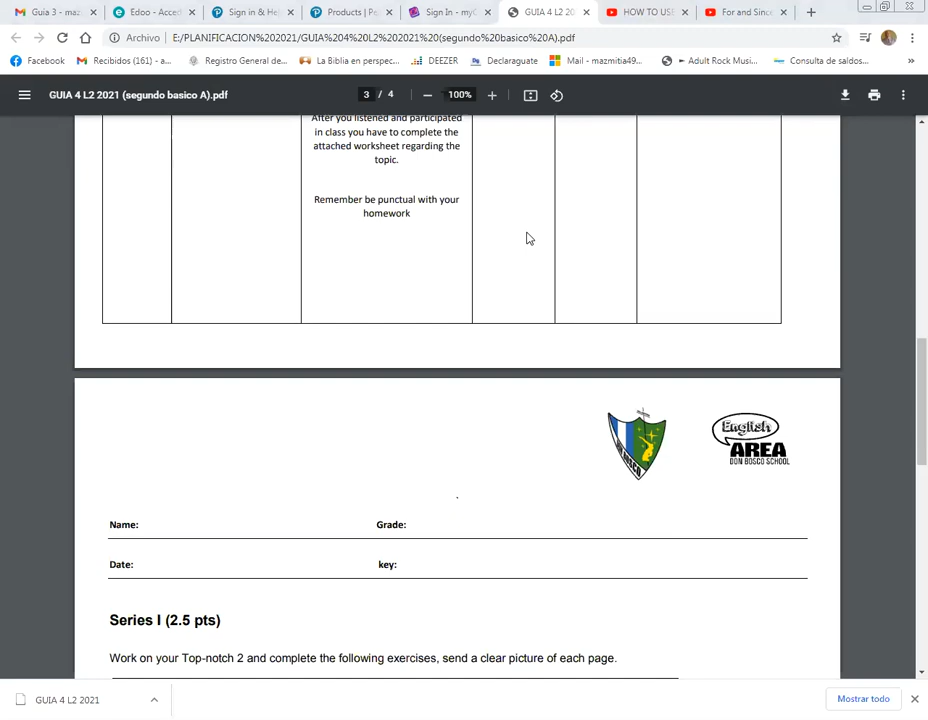 Guia 3 - maz
Edoo - Acced
Sign in & He
Products | Pe
Sign In - myC
GUIA 4 L2 20
HOW TO USE
For and Since
Archivo
E:/PLANIFICACION%202021/GUIA%204%20L2%202021%20(segundo%20basico%20A).pdf
Facebook
Recibidos (161) - a...
Registro General de...
La Biblia en perspec...
DEEZER
Declaraguate
Mail - mazmitia49...
► Adult Rock Musi...
Consulta de saldos...
»
GUIA 4 L2 2021 (segundo basico A).pdf
3 / 4
100%
After you listened and participated
in class you have to complete the
attached worksheet regarding the
topic.
Remember be punctual with your
homework
DON BOSCO
English
AREA
DON BOSCO SCHOOL
Name:
Grade:
Date:
key:
Series I (2.5 pts)
Work on your Top-notch 2 and complete the following exercises, send a clear picture of each page.
GUIA 4 L2 2021
Mostrar todo